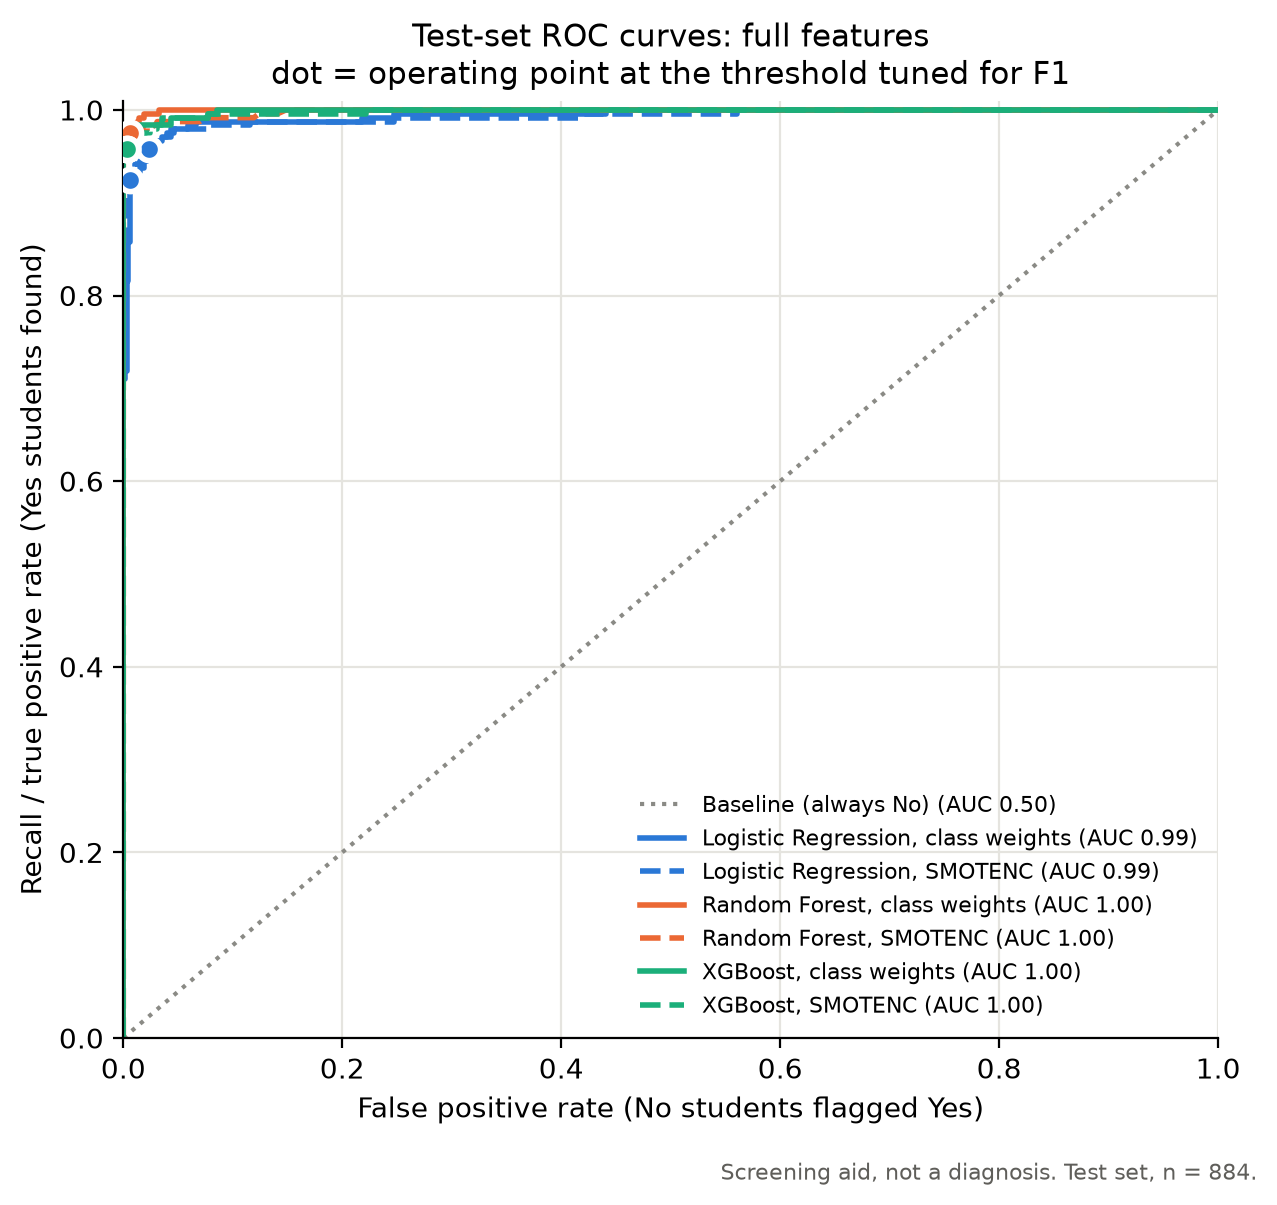 Test-set ROC curves: full features
dot = operating point at the threshold tuned for F1
Recall / true positive rate (Yes students found)
1.0
0.8
0.6
0.4
0.2
0.0
Baseline (always No) (AUC 0.50)
Logistic Regression, class weights (AUC 0.99)
Logistic Regression, SMOTENC (AUC 0.99)
Random Forest, class weights (AUC 1.00)
Random Forest, SMOTENC (AUC 1.00)
XGBoost, class weights (AUC 1.00)
XGBoost, SMOTENC (AUC 1.00)
0.0 0.2 0.4 0.6 0.8 1.0
False positive rate (No students flagged Yes)
Screening aid, not a diagnosis. Test set, n = 884.